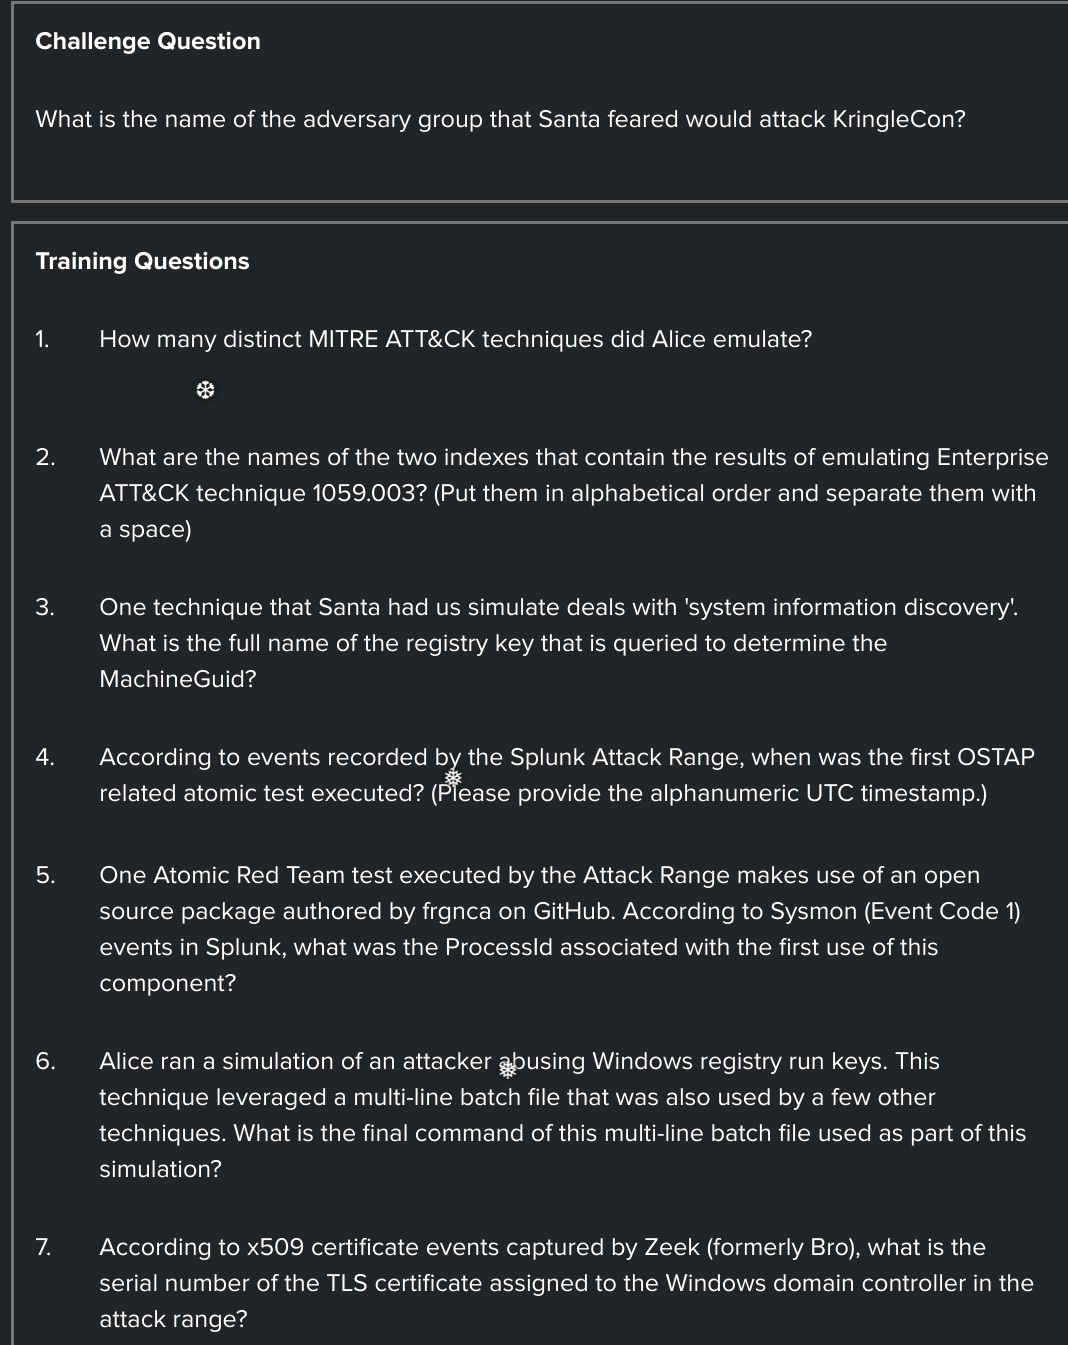 Challenge Question
What is the name of the adversary group that Santa feared would attack KringleCon?
Training Questions
1. How many distinct MITRE ATT&CK techniques did Alice emulate?
2. What are the names of the two indexes that contain the results of emulating Enterprise
ATT&CK technique 1059.003? (Put them in alphabetical order and separate them with
a space)
3. One technique that Santa had us simulate deals with 'system information discovery'.
What is the full name of the registry key that is queried to determine the
MachineGuid?
4. According to events recorded by the Splunk Attack Range, when was the first OSTAP
related atomic test executed? (Please provide the alphanumeric UTC timestamp.)
5. One Atomic Red Team test executed by the Attack Range makes use of an open
source package authored by frgnca on GitHub. According to Sysmon (Event Code 1)
events in Splunk, what was the ProcessId associated with the first use of this
component?
6. Alice ran a simulation of an attacker abusing Windows registry run keys. This
technique leveraged a multi-line batch file that was also used by a few other
techniques. What is the final command of this multi-line batch file used as part of this
simulation?
7. According to x509 certificate events captured by Zeek (formerly Bro), what is the
serial number of the TLS certificate assigned to the Windows domain controller in the
attack range?